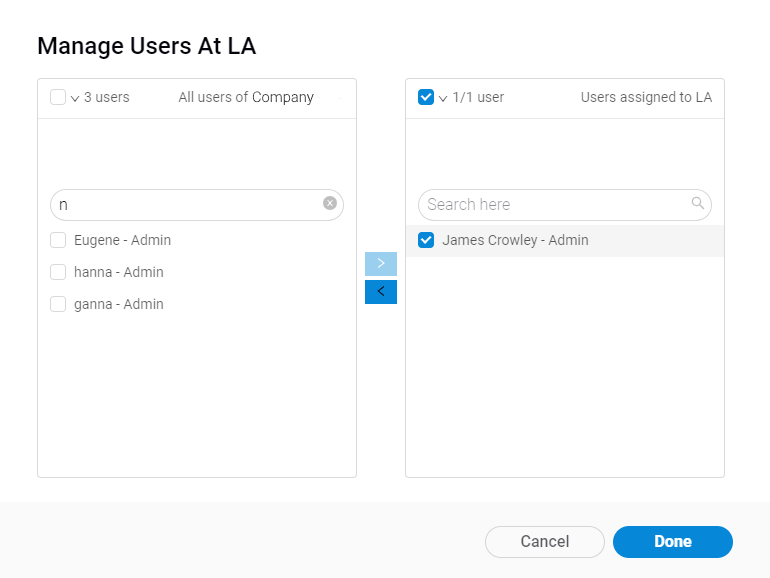 Manage Users At LA
3 users All users of Company
n
Eugene - Admin
hanna - Admin
ganna - Admin
>
<
1/1 user Users assigned to LA
Search here
James Crowley - Admin
Cancel Done